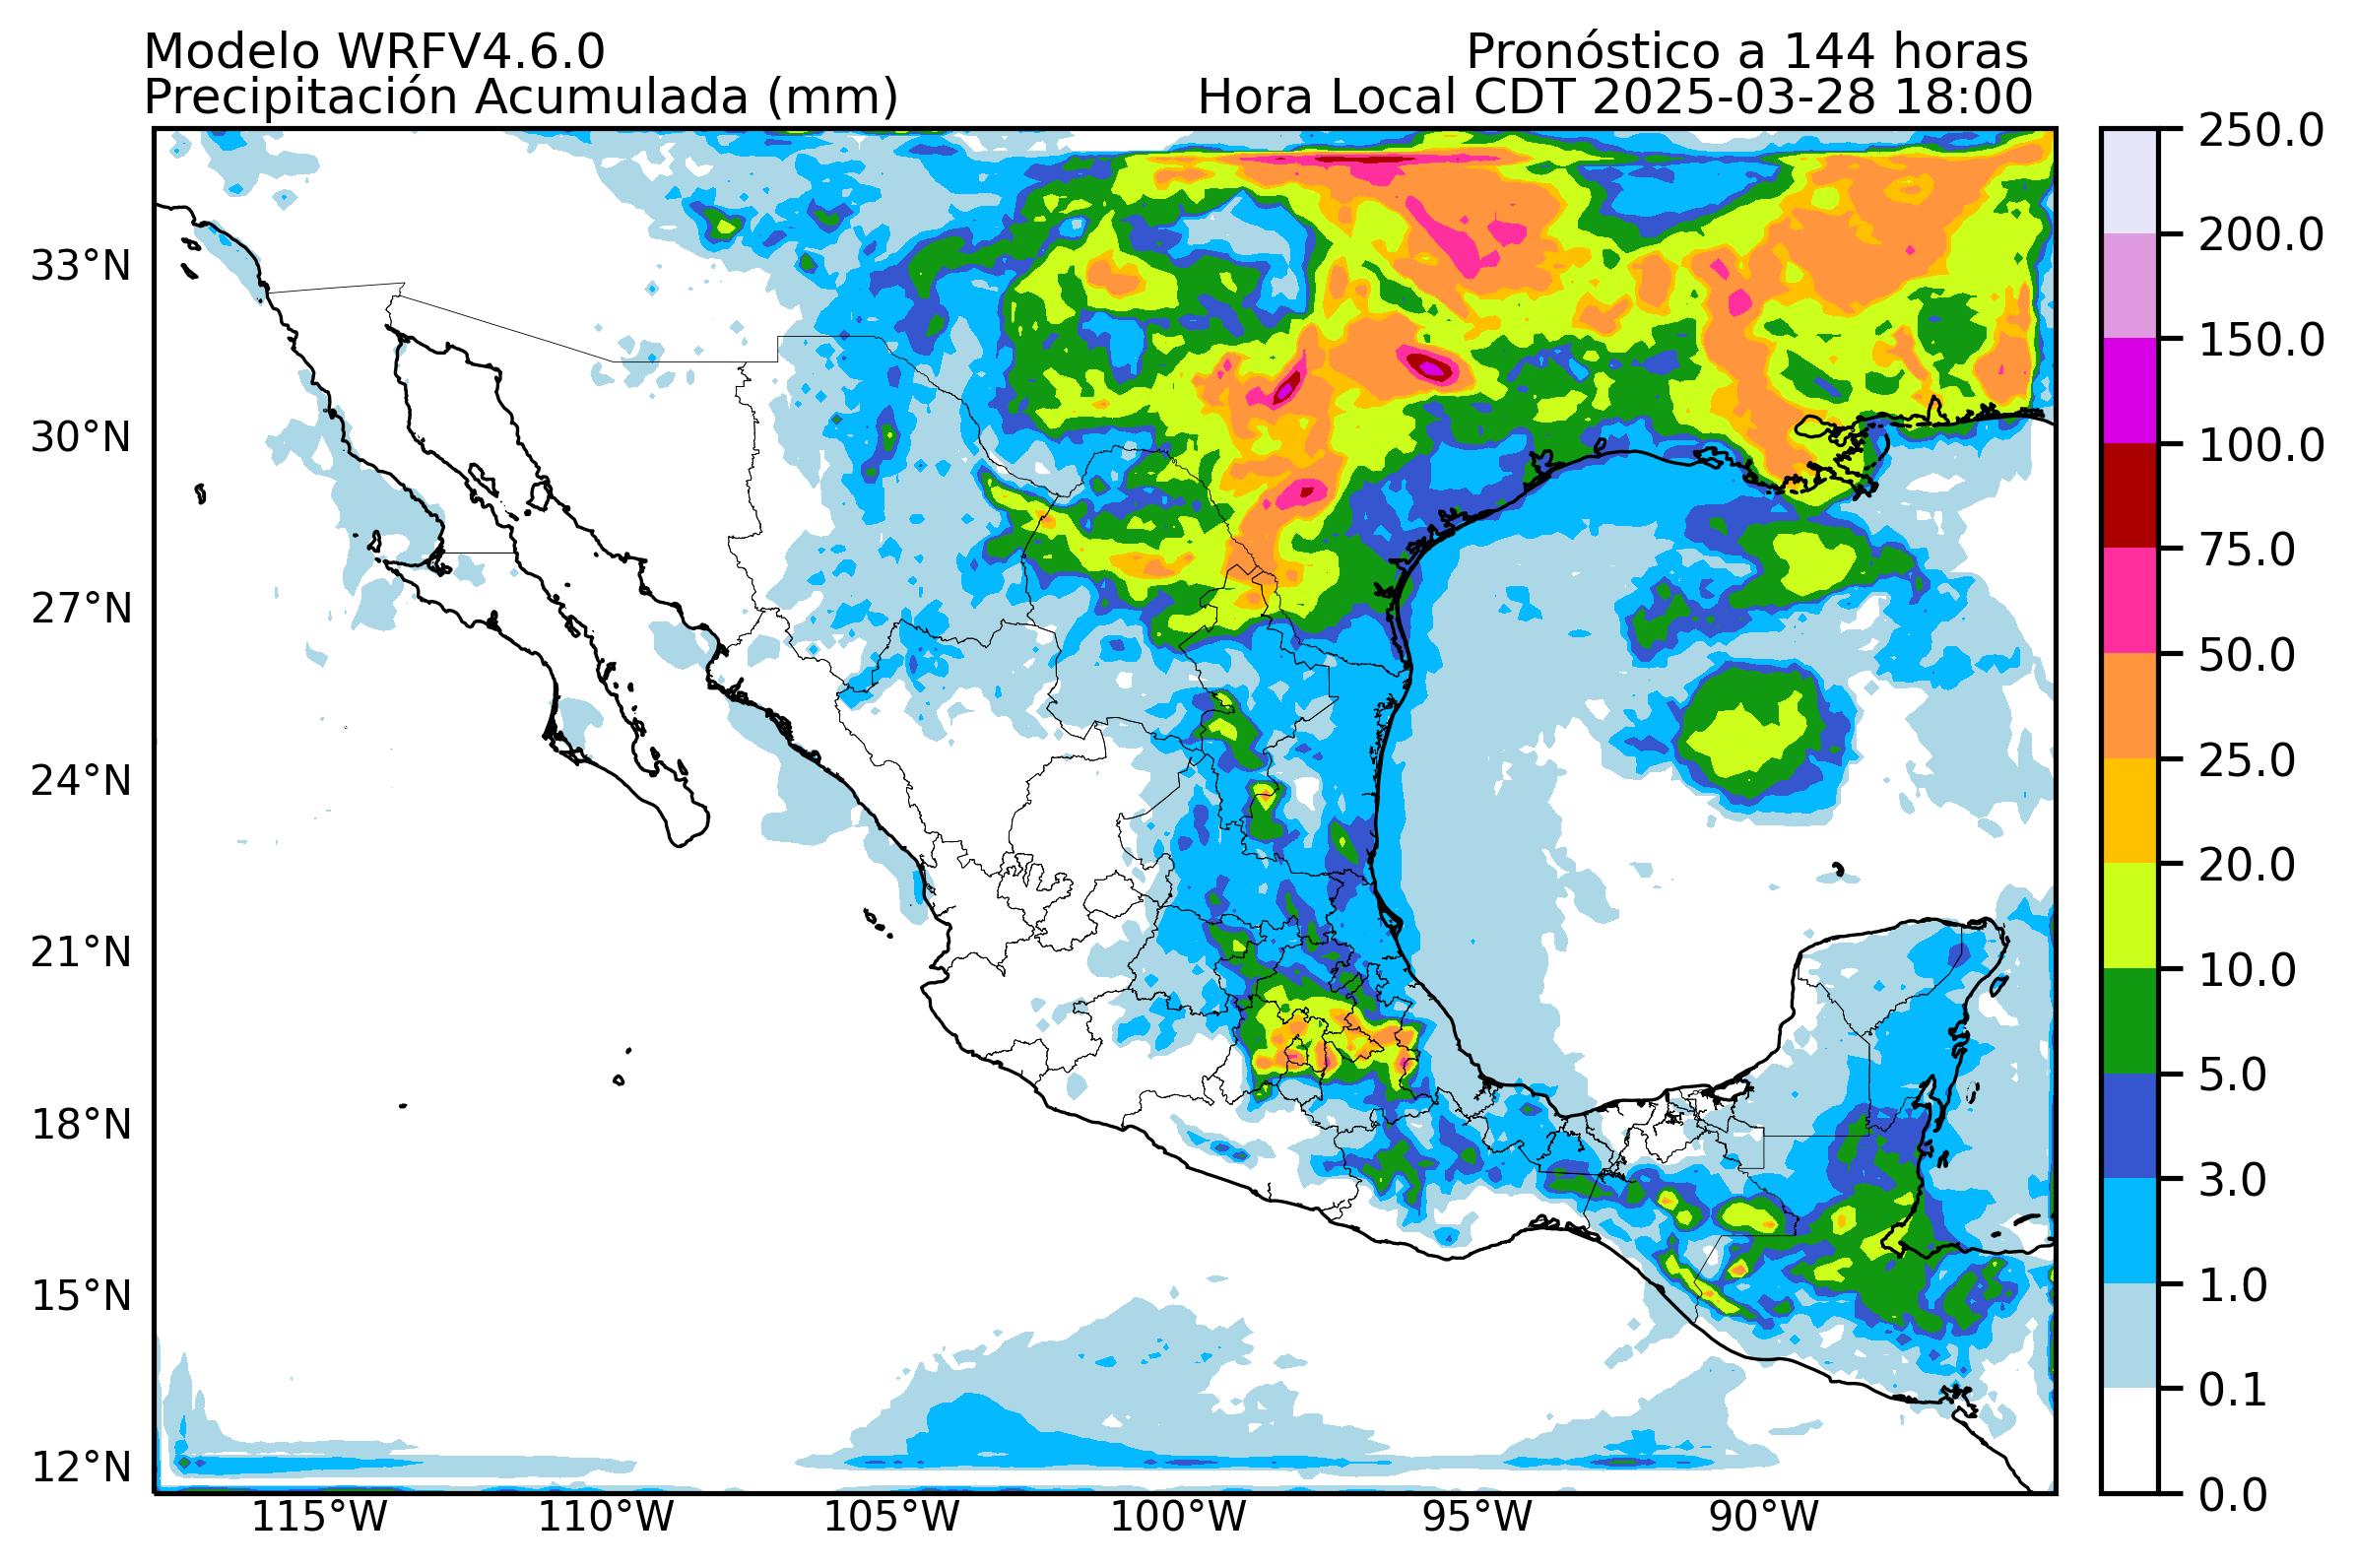 Modelo WRFV4.6.0
Pronóstico a 144 horas
Precipitación Acumulada (mm)
Hora Local CDT 2025-03-28 18:00
33°N
30°N
27°N
24°N
21°N
18°N
15°N
12°N
115°W
110°W
105°W
100°W
95°W
90°W
250.0
200.0
150.0
100.0
75.0
50.0
25.0
20.0
10.0
5.0
3.0
1.0
0.1
0.0